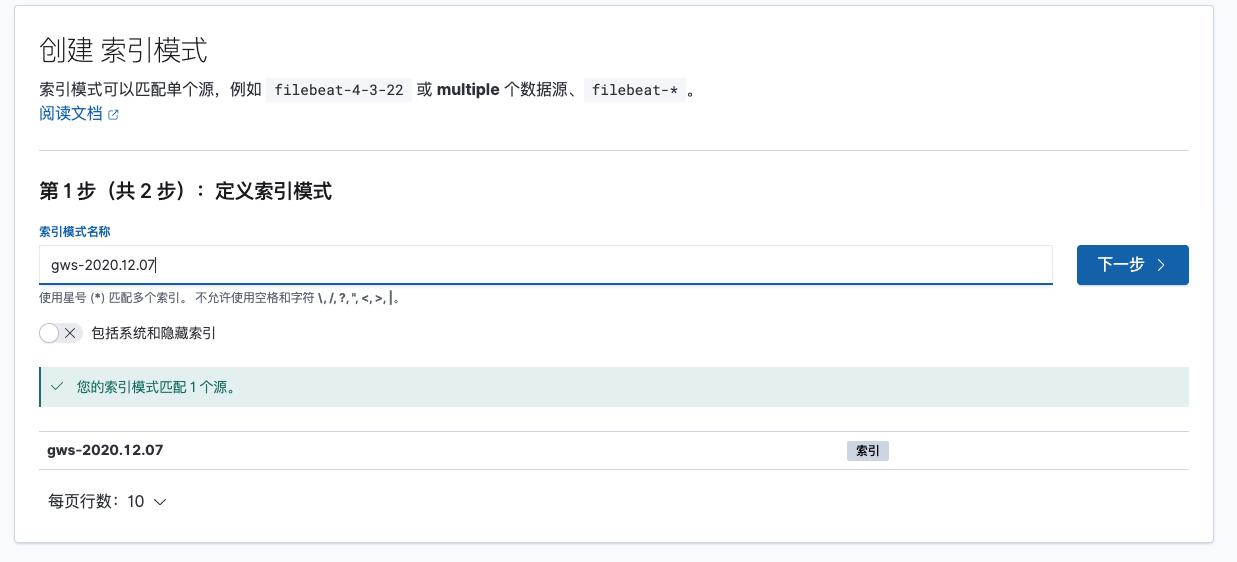 创建 索引模式
索引模式可以匹配单个源，例如 filebeat-4-3-22 或 multiple 个数据源、 filebeat-* 。
阅读文档
第 1 步（共 2 步）：定义索引模式
索引模式名称
gws-2020.12.07
下一步
使用星号 (*) 匹配多个索引。 不允许使用空格和字符 \, /, ?, ", <, >, |。
包括系统和隐藏索引
您的索引模式匹配 1 个源。
gws-2020.12.07 索引
每页行数：10